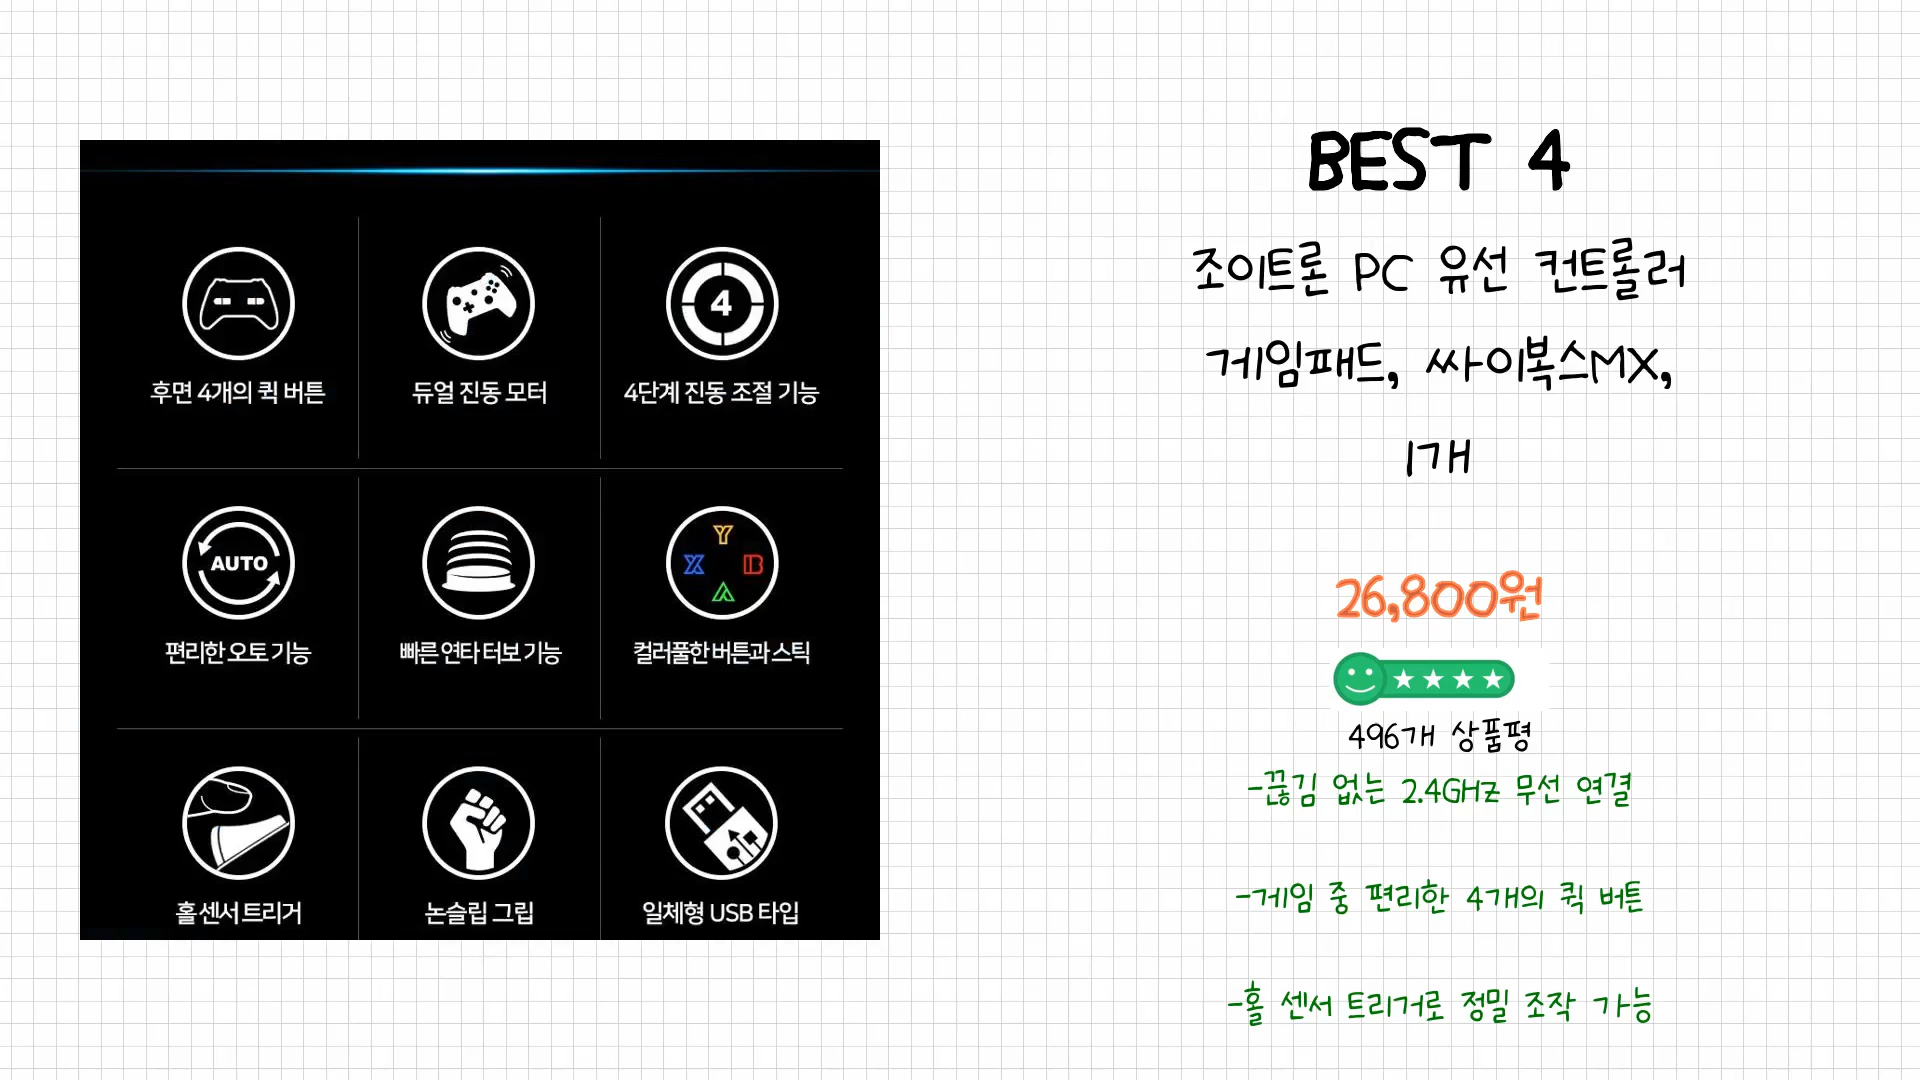 후면 4개의 퀵 버튼
듀얼 진동 모터
4
4단계 진동 조절 기능
AUTO
편리한 오토 기능
빠른 연타 터보 기능
Y
X B
A
컬러풀한 버튼과 스틱
홀 센서 트리거
논슬립 그립
일체형 USB 타입
BEST 4
조이트론 PC 유선 컨트롤러
게임패드, 싸이복스MX,
1개
26,800원
496개 상품평
-끊김 없는 2.4GHz 무선 연결
-게임 중 편리한 4개의 퀵 버튼
-홀 센서 트리거로 정밀 조작 가능